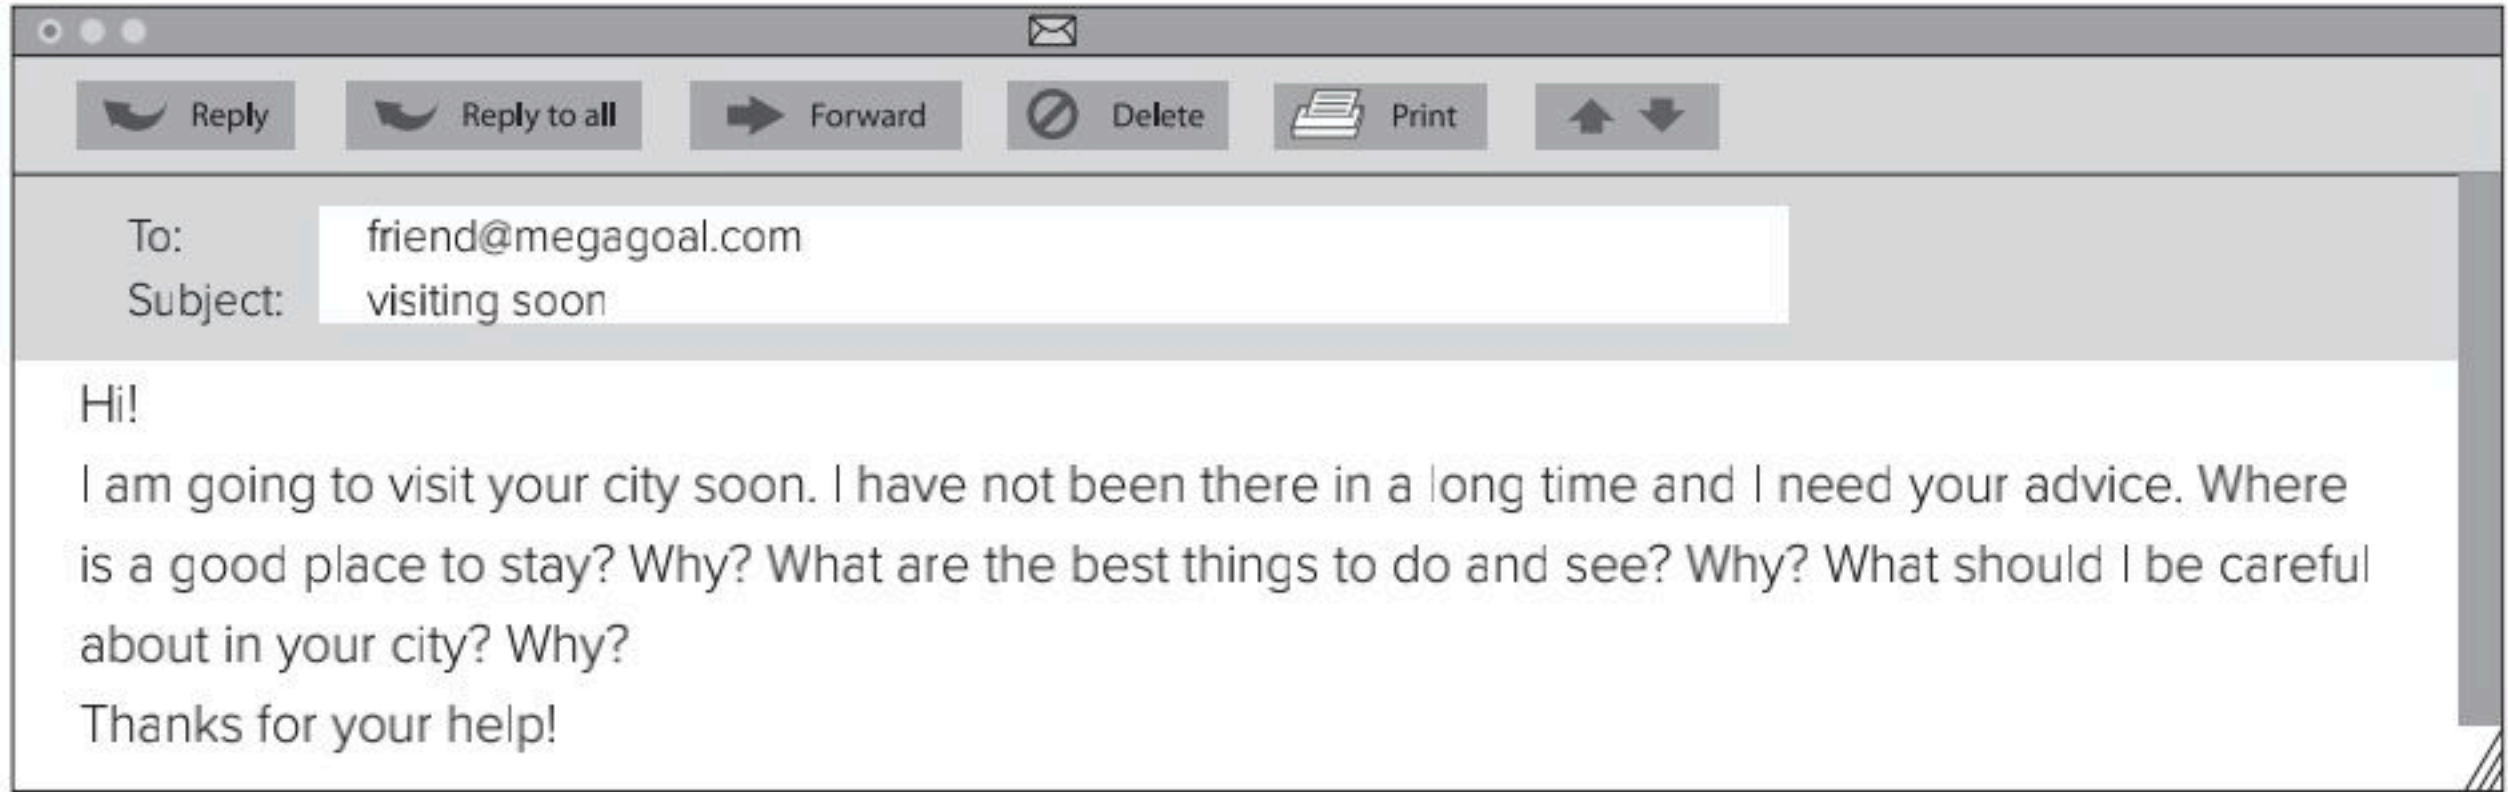 Reply Reply to all Forward Delete Print
To: friend@megagoal.com
Subject: visiting soon
Hi!
I am going to visit your city soon. I have not been there in a long time and I need your advice. Where
is a good place to stay? Why? What are the best things to do and see? Why? What should I be careful
about in your city? Why?
Thanks for your help!